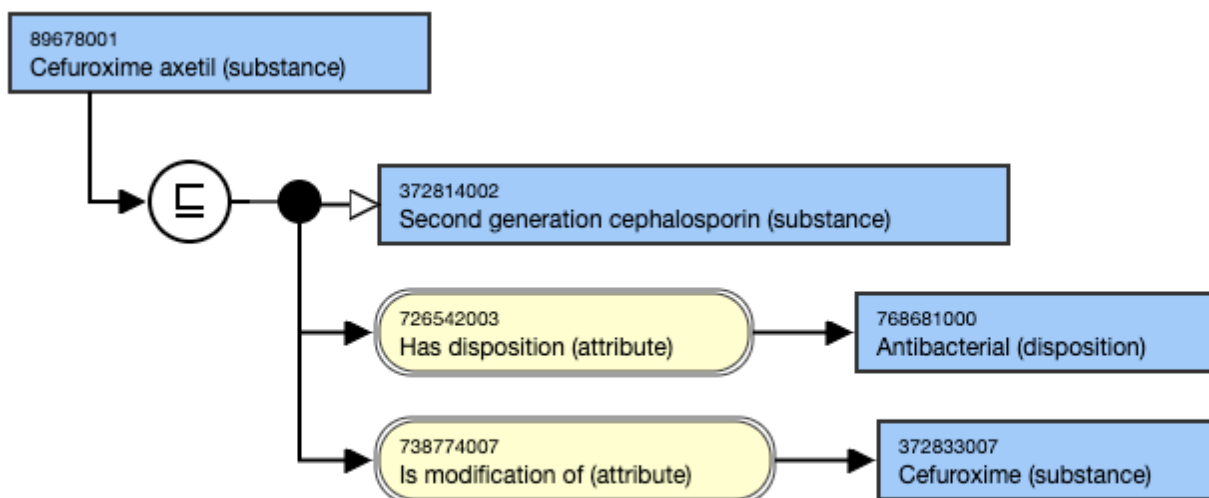 89678001
Cefuroxime axetil (substance)
⊑
372814002
Second generation cephalosporin (substance)
726542003
Has disposition (attribute)
768681000
Antibacterial (disposition)
738774007
Is modification of (attribute)
372833007
Cefuroxime (substance)